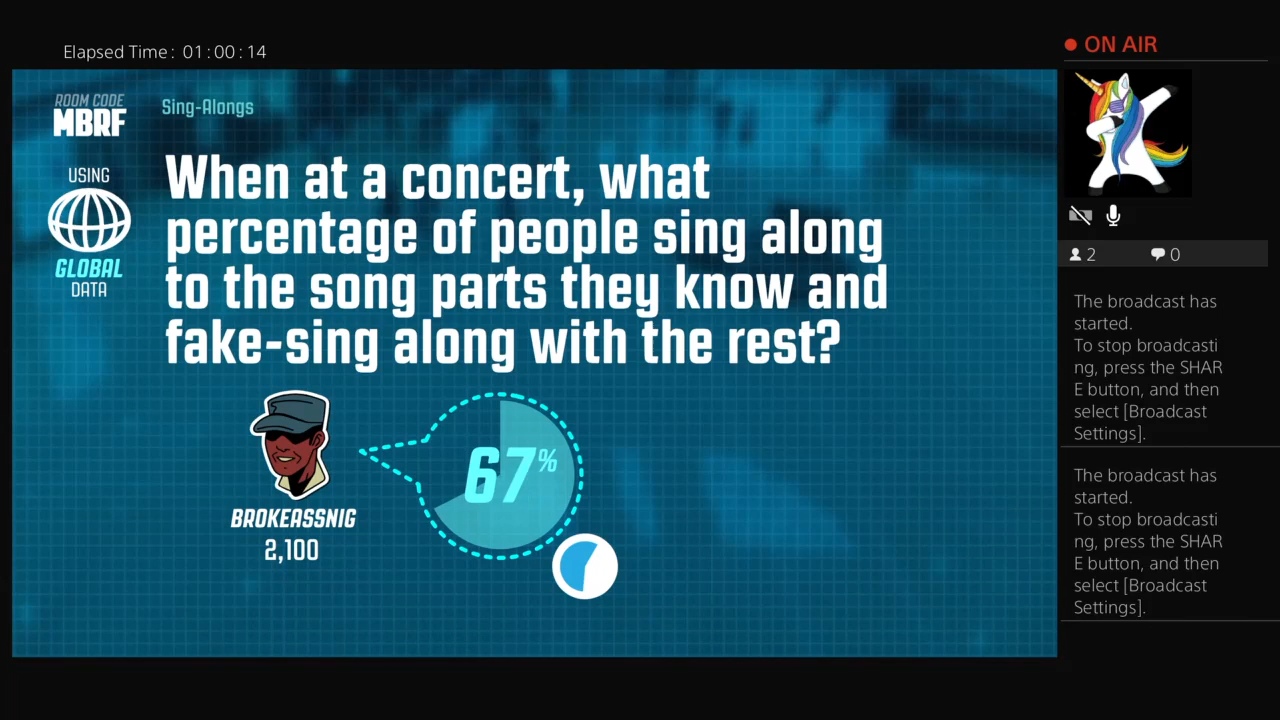 Elapsed Time: 01:00:14
ON AIR
ROOM CODE
MBRF
Sing-Alongs
USING
GLOBAL
DATA
When at a concert, what
percentage of people sing along
to the song parts they know and
fake-sing along with the rest?
67%
BROKEASSNIG
2,100
2
0
The broadcast has
started.
To stop broadcasti
ng, press the SHAR
E button, and then
select [Broadcast
Settings].
The broadcast has
started.
To stop broadcasti
ng, press the SHAR
E button, and then
select [Broadcast
Settings].